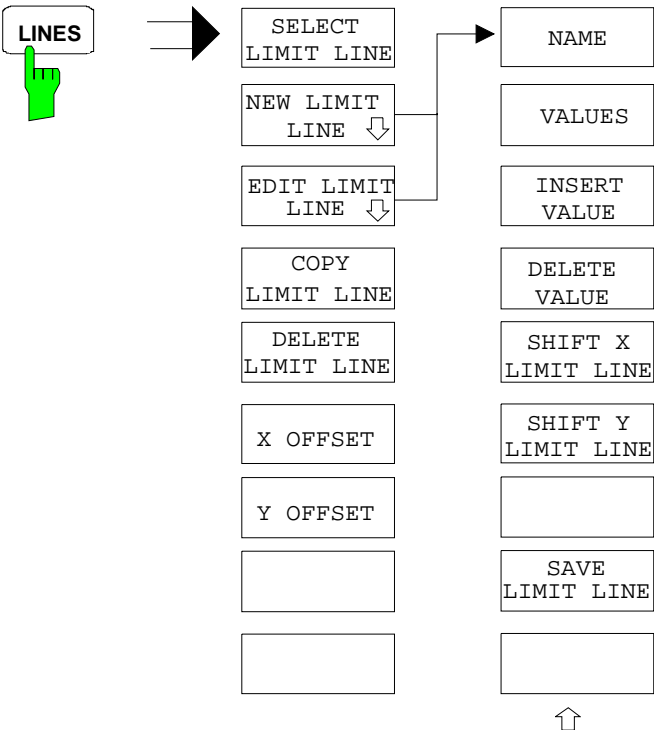 LINES
SELECT
LIMIT LINE
NEW LIMIT
LINE
EDIT LIMIT
LINE
COPY
LIMIT LINE
DELETE
LIMIT LINE
X OFFSET
Y OFFSET
NAME
VALUES
INSERT
VALUE
DELETE
VALUE
SHIFT X
LIMIT LINE
SHIFT Y
LIMIT LINE
SAVE
LIMIT LINE